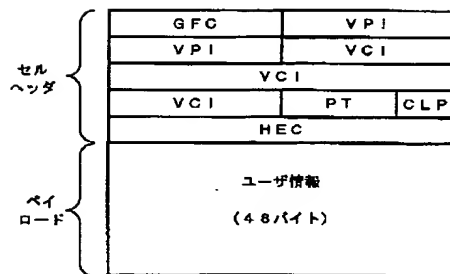 GFC VPI
VPI VCI
セル
ヘッダ
VCI
VCI PT CLP
HEC
ペイ
ロード
ユーザ情報
(48バイト)